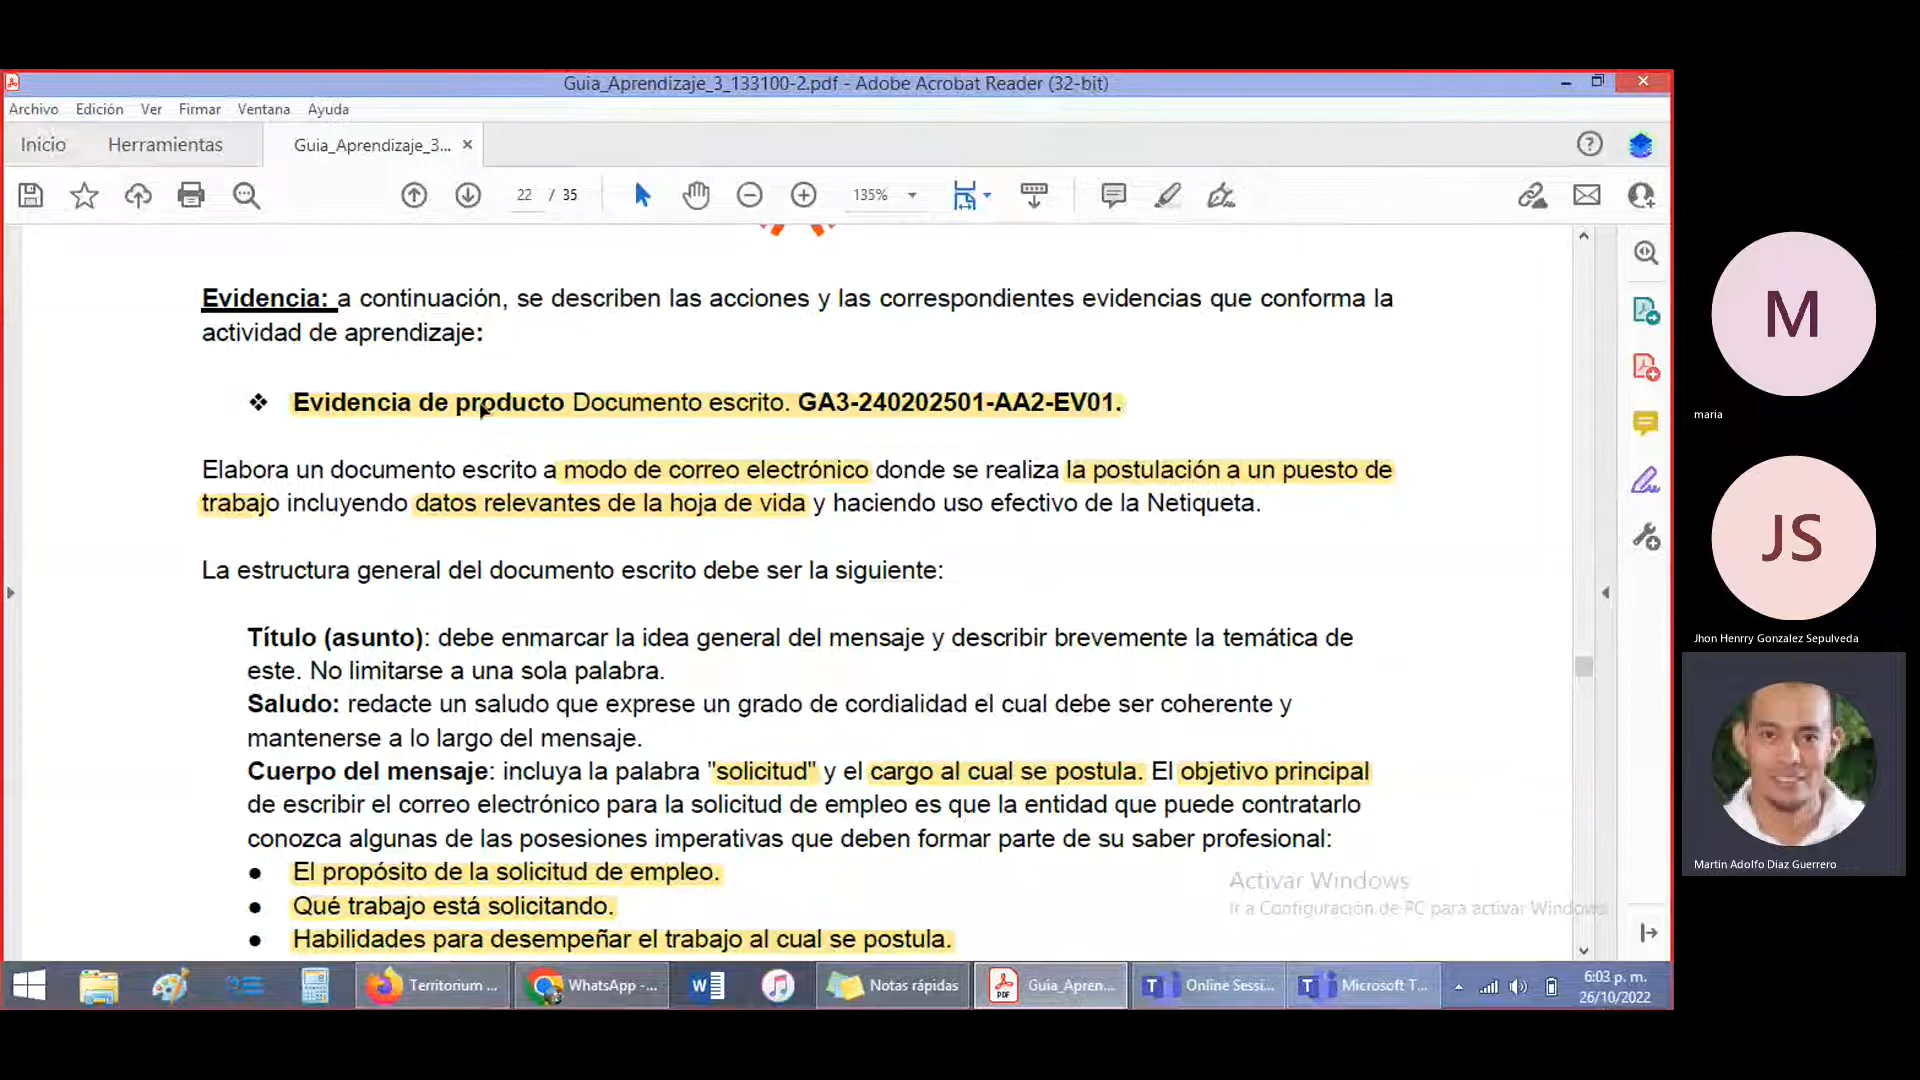 Guia_Aprendizaje_3_133100-2.pdf - Adobe Acrobat Reader (32-bit)
Archivo Edición Ver Firmar Ventana Ayuda
Inicio Herramientas Guia_Aprendizaje_3...
22 / 35 135%
Evidencia: a continuación, se describen las acciones y las correspondientes evidencias que conforma la
actividad de aprendizaje:
❖ Evidencia de producto Documento escrito. GA3-240202501-AA2-EV01.
Elabora un documento escrito a modo de correo electrónico donde se realiza la postulación a un puesto de
trabajo incluyendo datos relevantes de la hoja de vida y haciendo uso efectivo de la Netiqueta.
La estructura general del documento escrito debe ser la siguiente:
Título (asunto): debe enmarcar la idea general del mensaje y describir brevemente la temática de
este. No limitarse a una sola palabra.
Saludo: redacte un saludo que exprese un grado de cordialidad el cual debe ser coherente y
mantenerse a lo largo del mensaje.
Cuerpo del mensaje: incluya la palabra "solicitud" y el cargo al cual se postula. El objetivo principal
de escribir el correo electrónico para la solicitud de empleo es que la entidad que puede contratarlo
conozca algunas de las posesiones imperativas que deben formar parte de su saber profesional:
● El propósito de la solicitud de empleo.
● Qué trabajo está solicitando.
● Habilidades para desempeñar el trabajo al cual se postula.
Activar Windows
Ir a Configuración de PC para activar Windows
Territorium ... WhatsApp -... Notas rápidas Guia_Apren... Online Sessi... Microsoft T...
6:03 p. m.
26/10/2022
M
maria
JS
Jhon Henrry Gonzalez Sepulveda
Martin Adolfo Diaz Guerrero